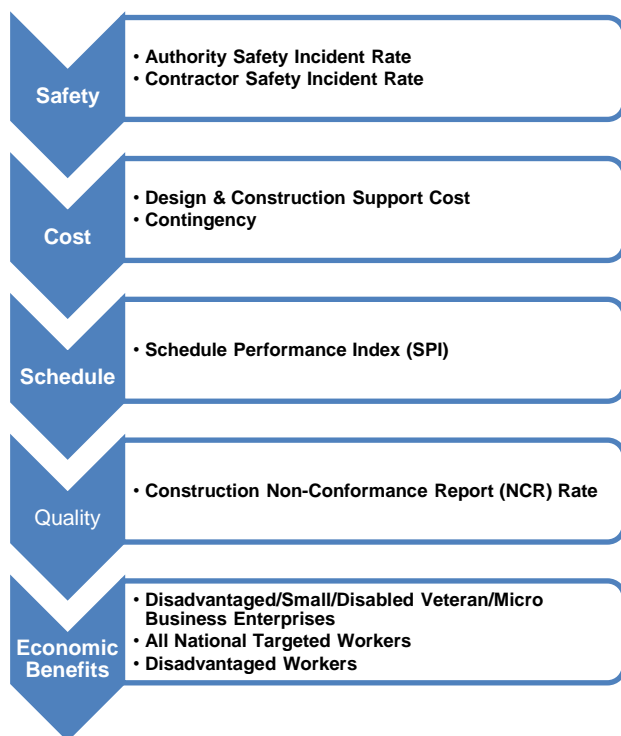 Safety
• Authority Safety Incident Rate
• Contractor Safety Incident Rate
Cost
• Design & Construction Support Cost
• Contingency
Schedule
• Schedule Performance Index (SPI)
Quality
• Construction Non-Conformance Report (NCR) Rate
Economic
Benefits
• Disadvantaged/Small/Disabled Veteran/Micro
Business Enterprises
• All National Targeted Workers
• Disadvantaged Workers